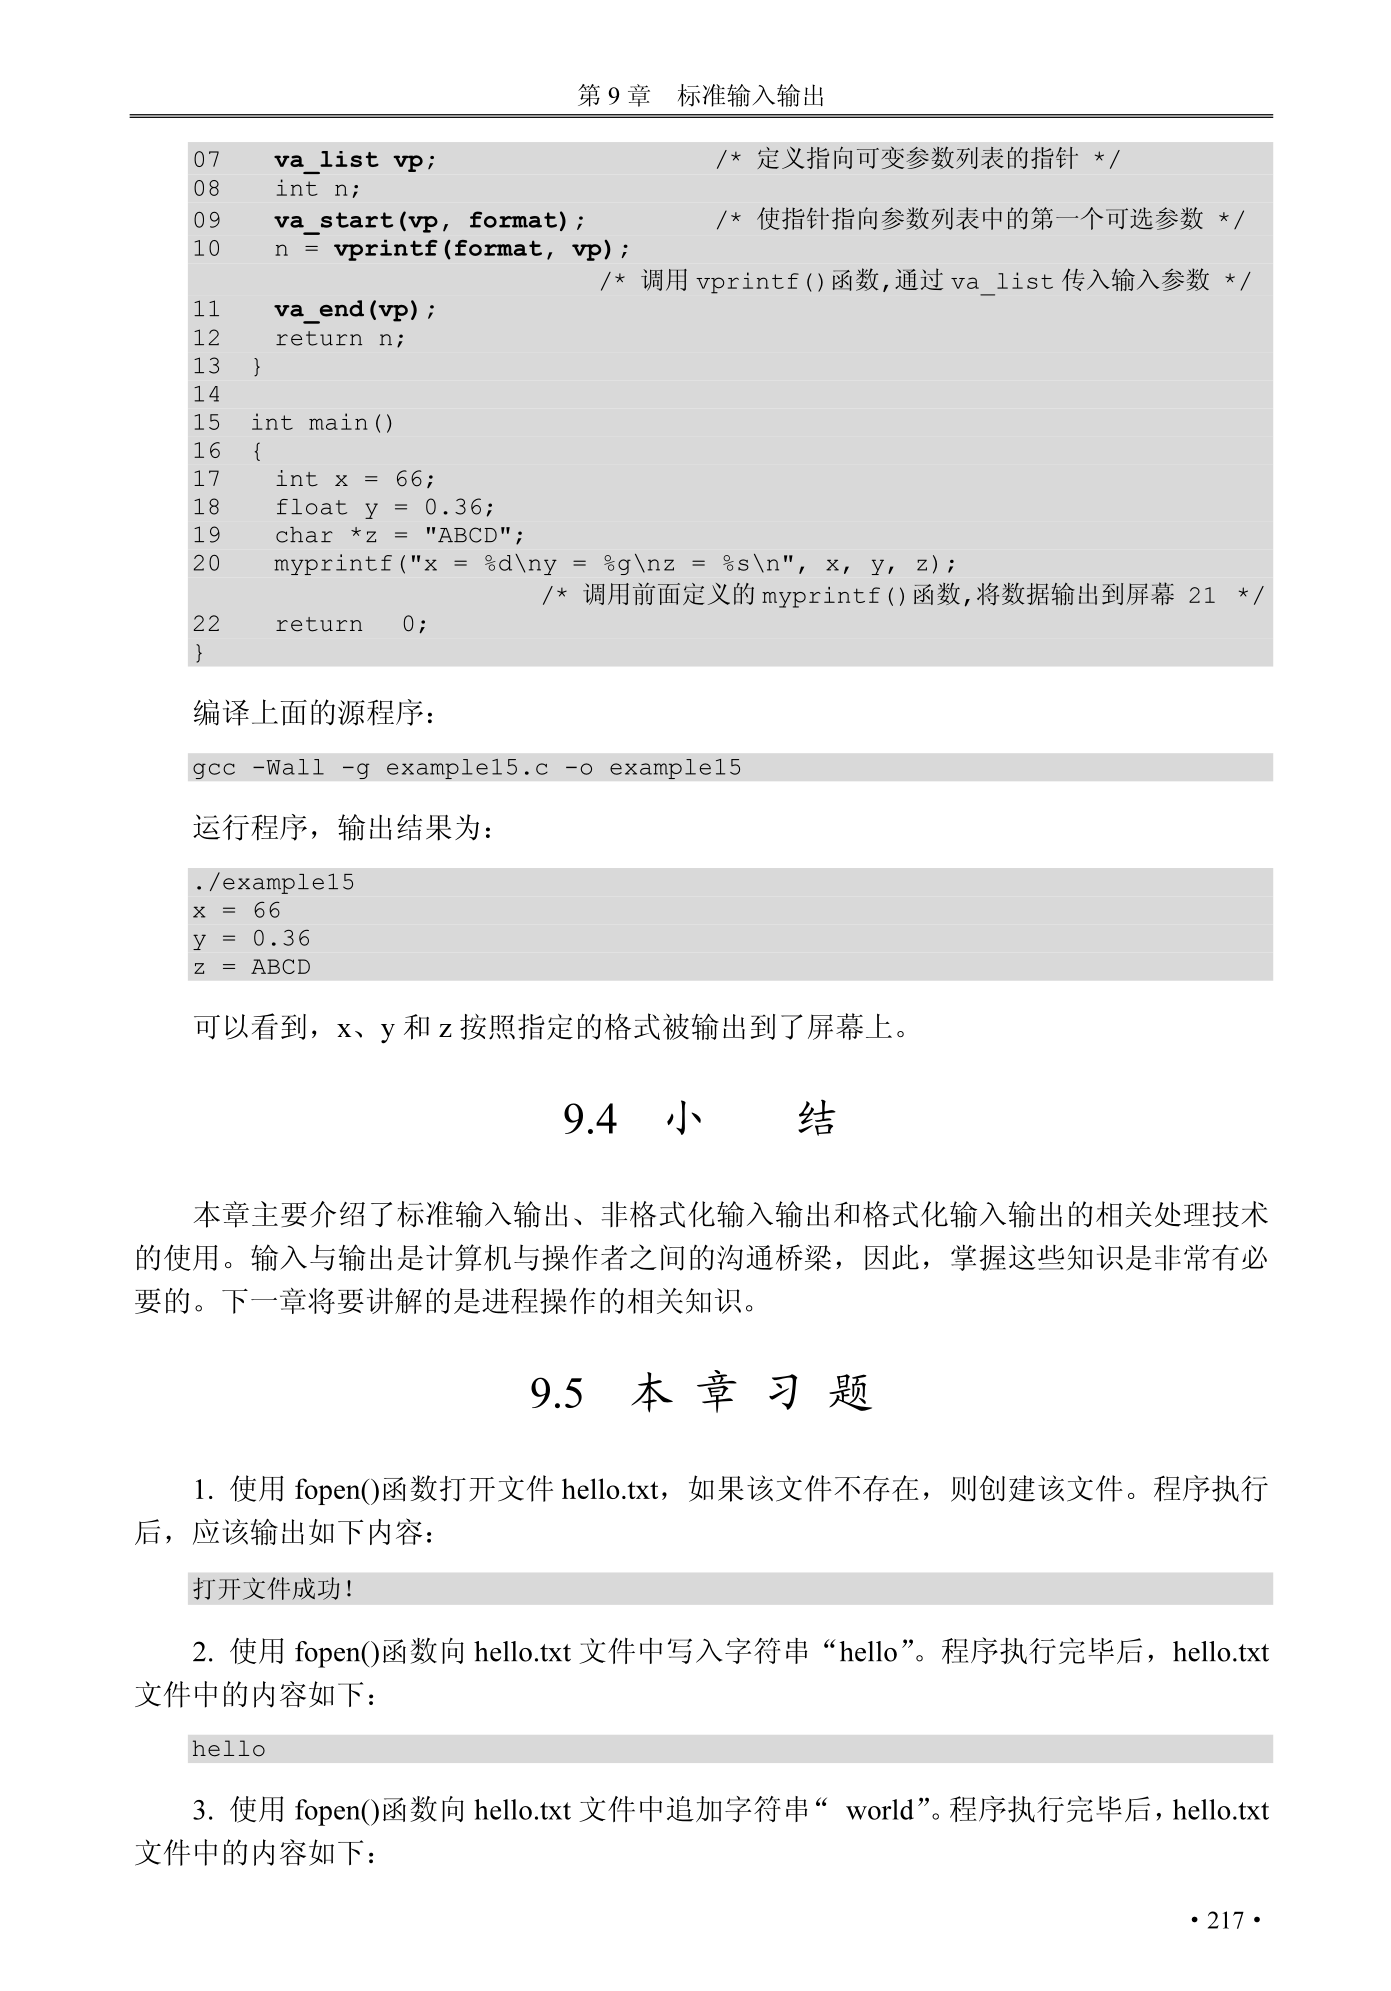 第 9 章　标准输入输出
07　va_list vp;　/* 定义指向可变参数列表的指针 */
08　int n;
09　va_start(vp, format);　/* 使指针指向参数列表中的第一个可选参数 */
10　n = vprintf(format, vp);
/* 调用 vprintf()函数,通过 va_list 传入输入参数 */
11　va_end(vp);
12　return n;
13　}
14
15　int main()
16　{
17　int x = 66;
18　float y = 0.36;
19　char *z = "ABCD";
20　myprintf("x = %d\ny = %g\nz = %s\n", x, y, z);
/* 调用前面定义的 myprintf()函数,将数据输出到屏幕 21 */
22　return  0;
}
编译上面的源程序：
gcc -Wall -g example15.c -o example15
运行程序，输出结果为：
./example15
x = 66
y = 0.36
z = ABCD
可以看到，x、y 和 z 按照指定的格式被输出到了屏幕上。
9.4　小　　结
本章主要介绍了标准输入输出、非格式化输入输出和格式化输入输出的相关处理技术
的使用。输入与输出是计算机与操作者之间的沟通桥梁，因此，掌握这些知识是非常有必
要的。下一章将要讲解的是进程操作的相关知识。
9.5　本 章 习 题
1. 使用 fopen()函数打开文件 hello.txt，如果该文件不存在，则创建该文件。程序执行
后，应该输出如下内容：
打开文件成功！
2. 使用 fopen()函数向 hello.txt 文件中写入字符串“hello”。程序执行完毕后，hello.txt
文件中的内容如下：
hello
3. 使用 fopen()函数向 hello.txt 文件中追加字符串“ world”。程序执行完毕后，hello.txt
文件中的内容如下：
• 217 •